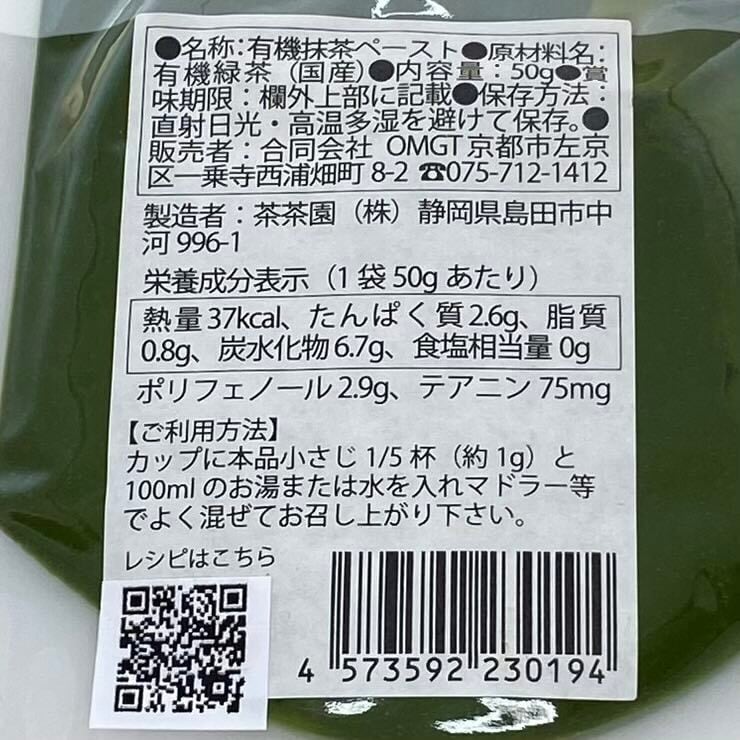 ●名称:有機抹茶ペースト●原材料名:
有機緑茶（国産）●内容量：50g●賞
味期限：欄外上部に記載●保存方法：
直射日光・高温多湿を避けて保存。●
販売者：合同会社 OMGT 京都市左京
区一乗寺西浦畑町 8-2 ☎075-712-1412
製造者：茶茶園（株）静岡県島田市中
河 996-1
栄養成分表示（1 袋 50g あたり）
熱量 37kcal、たんぱく質 2.6g、脂質
0.8g、炭水化物 6.7g、食塩相当量 0g
ポリフェノール 2.9g、テアニン 75mg
【ご利用方法】
カップに本品小さじ 1/5 杯（約 1g）と
100ml のお湯または水を入れマドラー等
でよく混ぜてお召し上がり下さい。
レシピはこちら
4 573592 230194